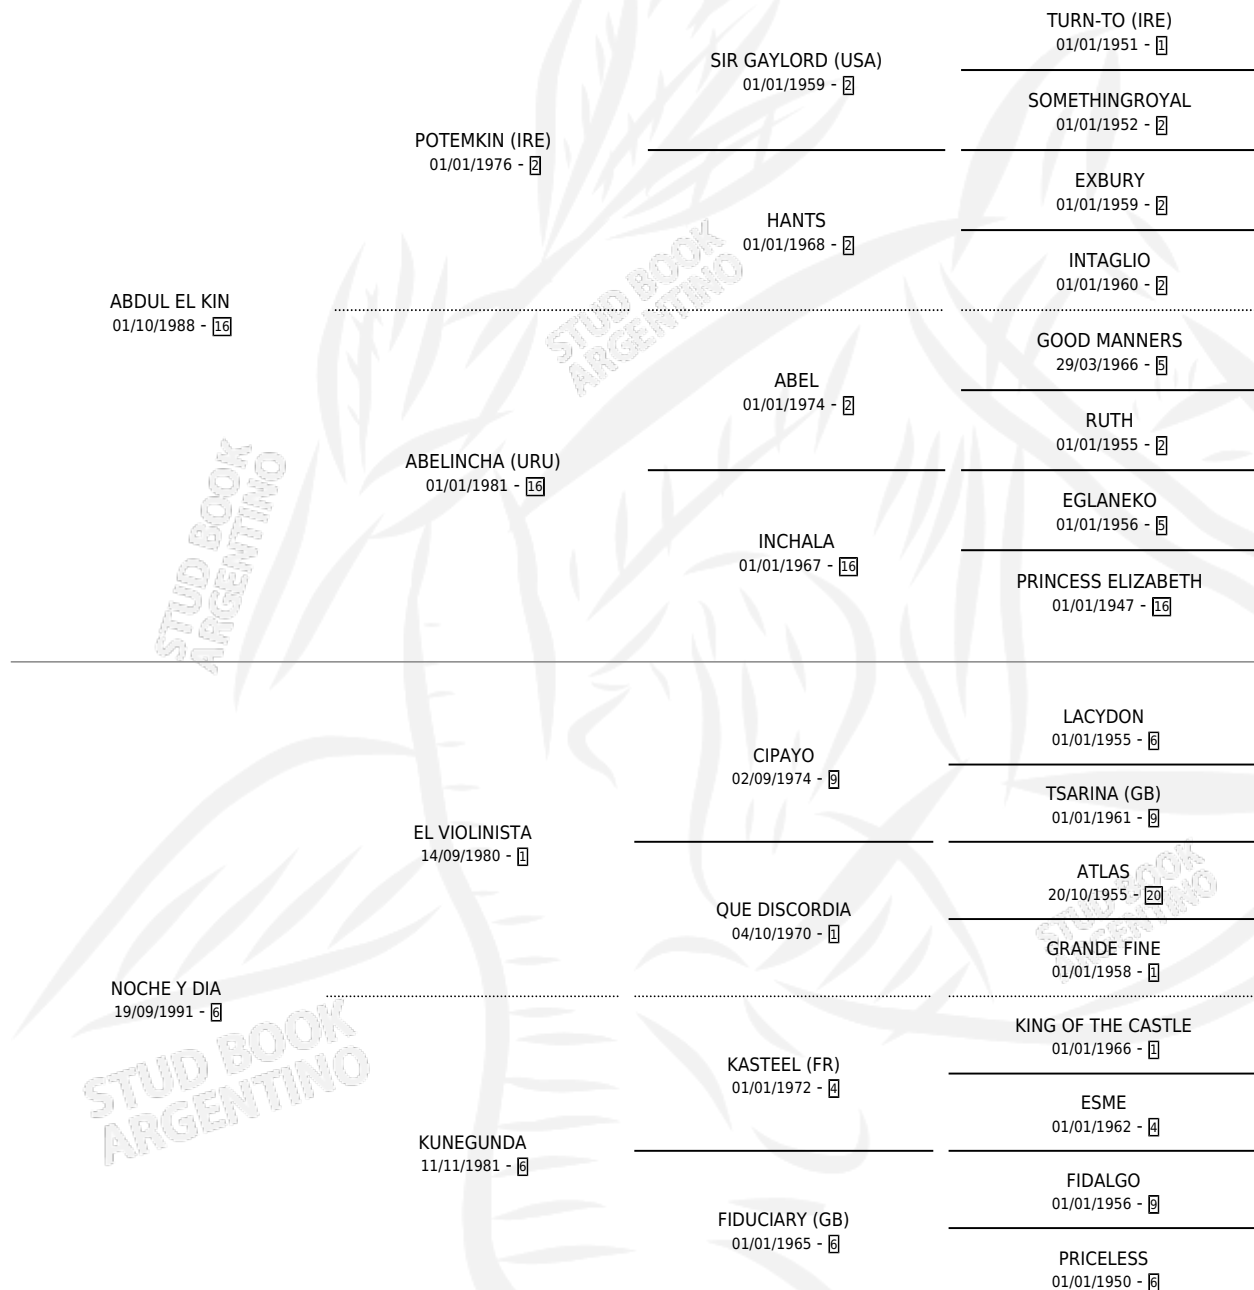 TURN-TO (IRE)
01/01/1951 - 1
SIR GAYLORD (USA)
01/01/1959 - 2
SOMETHINGROYAL
01/01/1952 - 2
POTEMKIN (IRE)
01/01/1976 - 2
EXBURY
01/01/1959 - 2
HANTS
01/01/1968 - 2
INTAGLIO
01/01/1960 - 2
ABDUL EL KIN
01/10/1988 - 16
GOOD MANNERS
29/03/1966 - 5
ABEL
01/01/1974 - 2
RUTH
01/01/1955 - 2
ABELINCHA (URU)
01/01/1981 - 16
EGLANEKO
01/01/1956 - 5
INCHALA
01/01/1967 - 16
PRINCESS ELIZABETH
01/01/1947 - 16
LACYDON
01/01/1955 - 6
CIPAYO
02/09/1974 - 9
TSARINA (GB)
01/01/1961 - 9
EL VIOLINISTA
14/09/1980 - 1
ATLAS
20/10/1955 - 20
QUE DISCORDIA
04/10/1970 - 1
GRANDE FINE
01/01/1958 - 1
NOCHE Y DIA
19/09/1991 - 6
KING OF THE CASTLE
01/01/1966 - 1
KASTEEL (FR)
01/01/1972 - 4
ESME
01/01/1962 - 4
KUNEGUNDA
11/11/1981 - 6
FIDALGO
01/01/1956 - 9
FIDUCIARY (GB)
01/01/1965 - 6
PRICELESS
01/01/1950 - 6
STUD BOOK
ARGENTINO
STUD BOOK
ARGENTINO
STUD BOOK
ARGENTINO
STUD BOOK
ARGENTINO